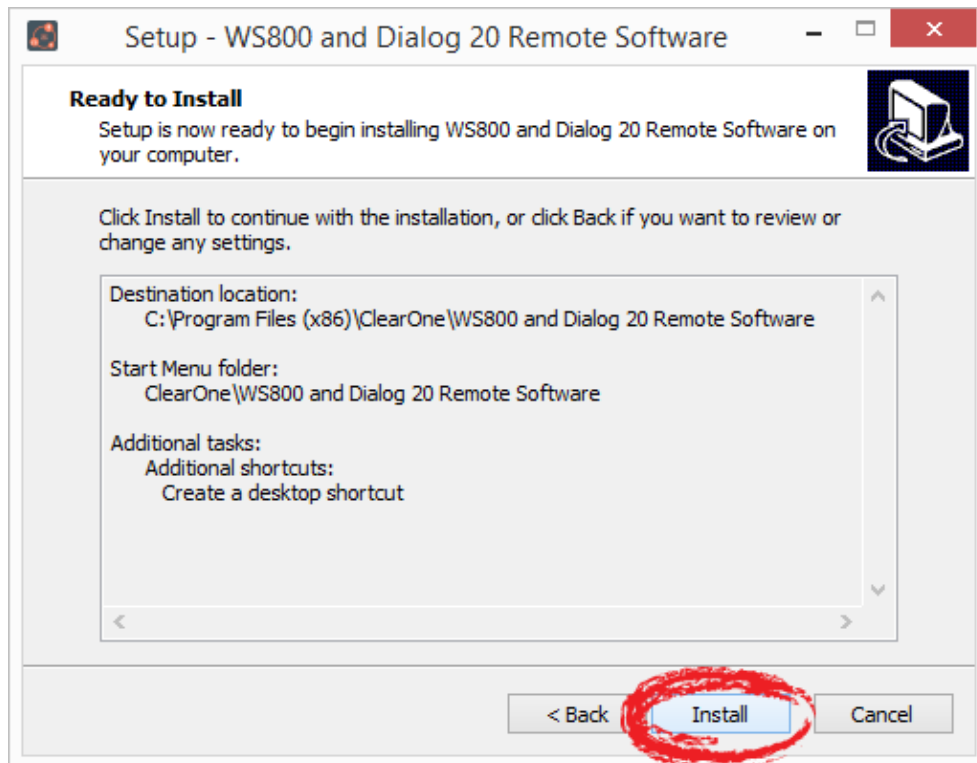 Setup - WS800 and Dialog 20 Remote Software
Ready to Install
Setup is now ready to begin installing WS800 and Dialog 20 Remote Software on
your computer.
Click Install to continue with the installation, or click Back if you want to review or
change any settings.
Destination location:
C:\Program Files (x86)\ClearOne\WS800 and Dialog 20 Remote Software
Start Menu folder:
ClearOne\WS800 and Dialog 20 Remote Software
Additional tasks:
Additional shortcuts:
Create a desktop shortcut
< Back Install Cancel